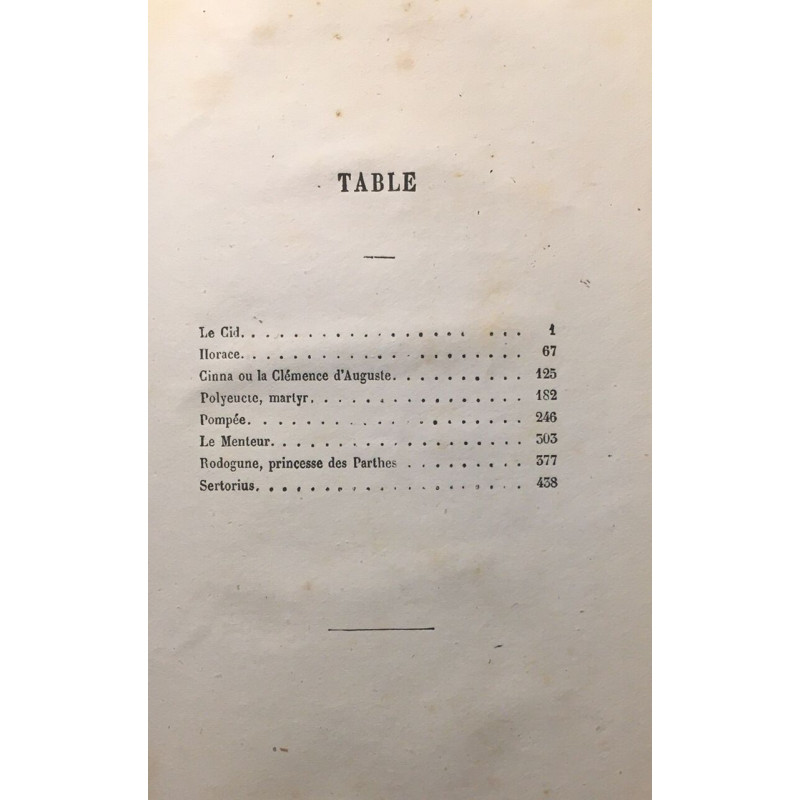 TABLE
Le Cid. . . . . . . . . . . . . . . . . . . . 1
Horace. . . . . . . . . . . . . . . . . . . . 67
Cinna ou la Clémence d'Auguste. . . . . . . . . . 125
Polyeucte, martyr. . . . . . . . . . . . . . . . 182
Pompée. . . . . . . . . . . . . . . . . . . . 246
Le Menteur. . . . . . . . . . . . . . . . . . . 303
Rodogune, princesse des Parthes . . . . . . . . . 377
Sertorius. . . . . . . . . . . . . . . . . . . 438